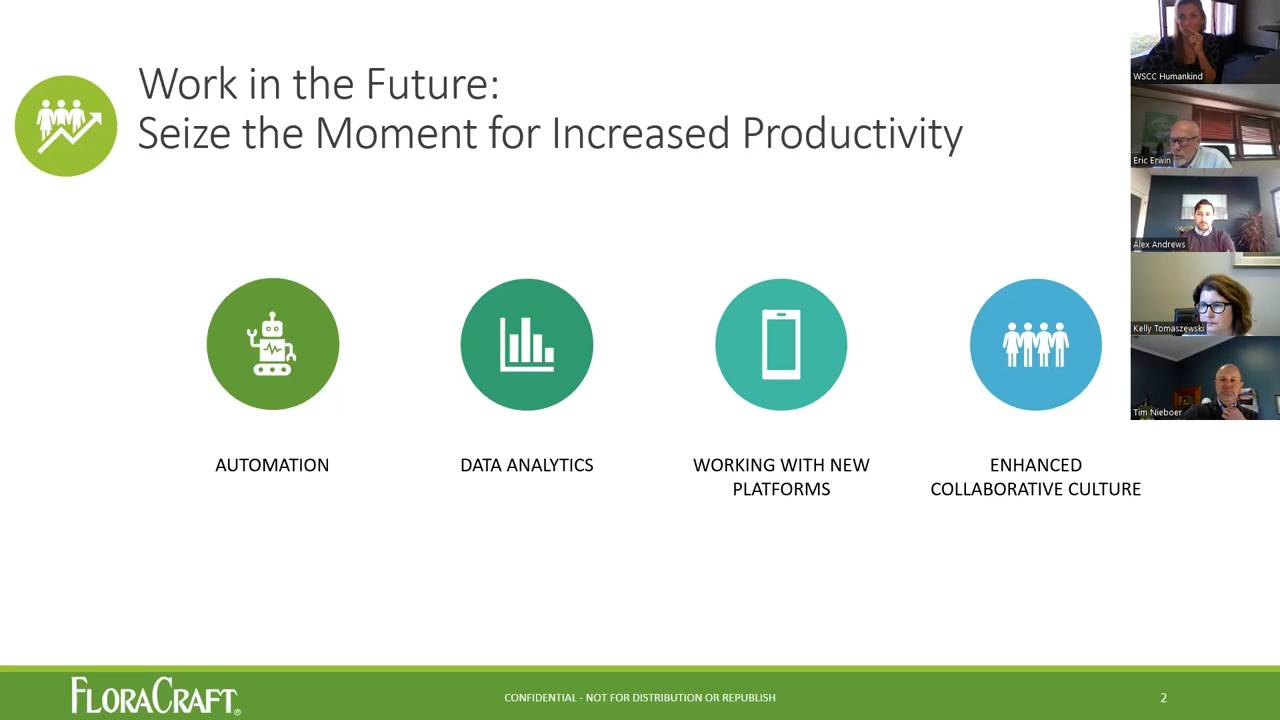 Work in the Future:
Seize the Moment for Increased Productivity
AUTOMATION
DATA ANALYTICS
WORKING WITH NEW
PLATFORMS
ENHANCED
COLLABORATIVE CULTURE
WSCC Humankind
Eric Erwin
Alex Andrews
Kelly Tomaszewski
Tim Nieboer
FLORACRAFT®
CONFIDENTIAL - NOT FOR DISTRIBUTION OR REPUBLISH
2